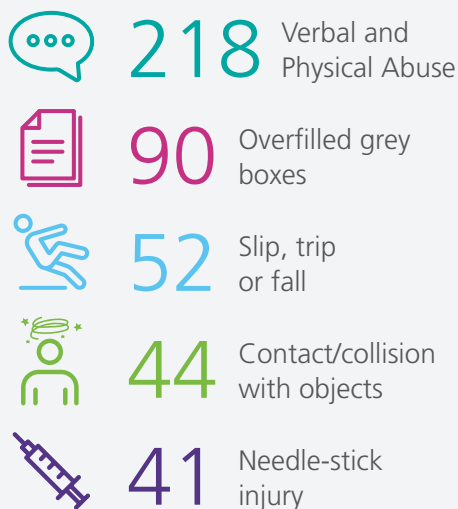 218 Verbal and
Physical Abuse
90 Overfilled grey
boxes
52 Slip, trip
or fall
44 Contact/collision
with objects
41 Needle-stick
injury